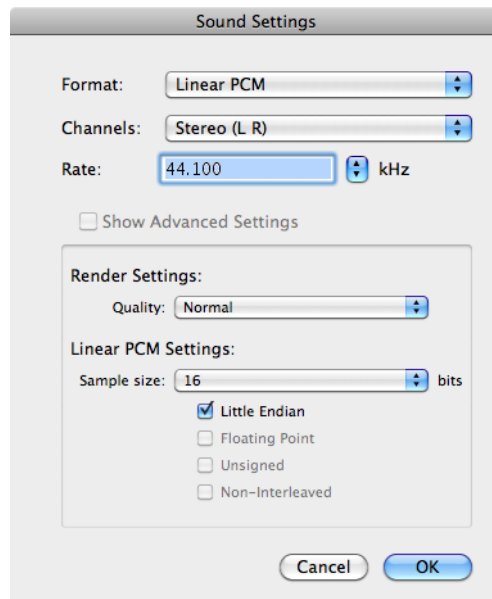 Sound Settings
Format: Linear PCM
Channels: Stereo (L R)
Rate: 44.100 kHz
Show Advanced Settings
Render Settings:
Quality: Normal
Linear PCM Settings:
Sample size: 16 bits
Little Endian
Floating Point
Unsigned
Non-Interleaved
Cancel OK